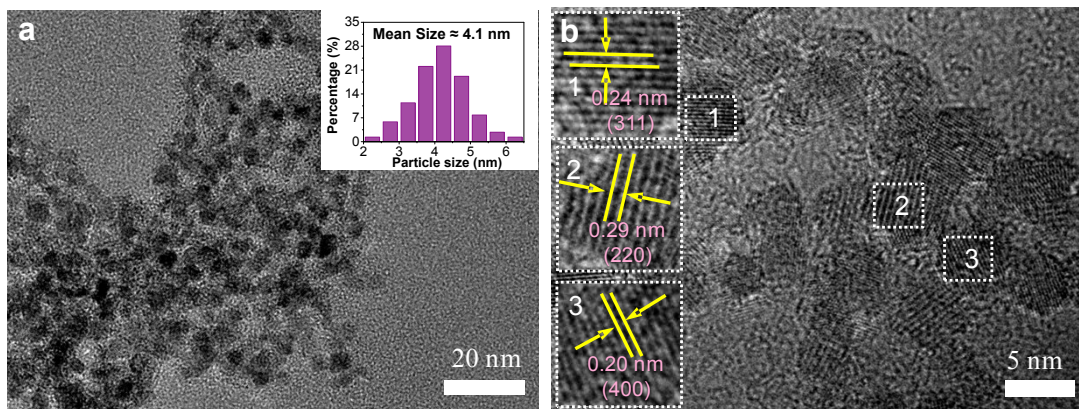 a
Mean Size ≈ 4.1 nm
Percentage (%)
35
28
21
14
7
0
2 3 4 5 6
Particle size (nm)
20 nm
b
1
0.24 nm
(311)
2
0.29 nm
(220)
3
0.20 nm
(400)
1
2
3
5 nm